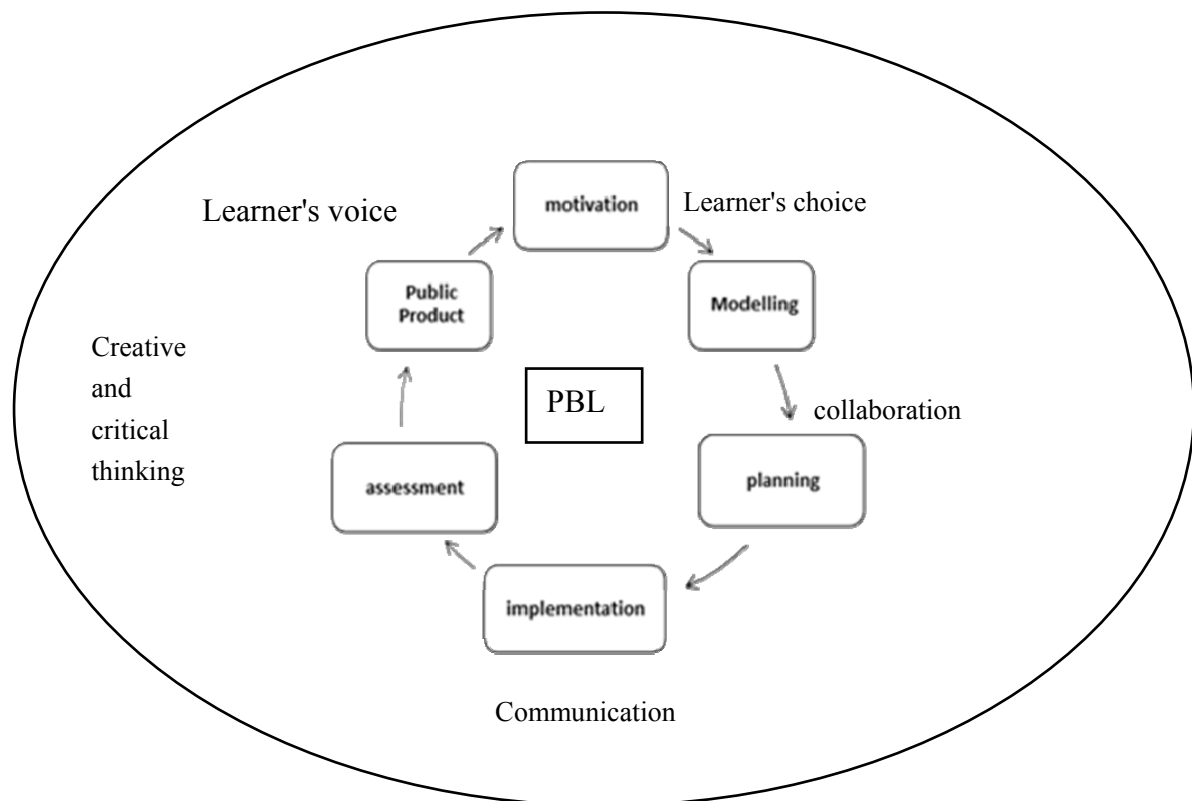 motivation
Learner's choice
Learner's voice
Public
Product
Modelling
Creative
and
critical
thinking
PBL
collaboration
assessment
planning
implementation
Communication